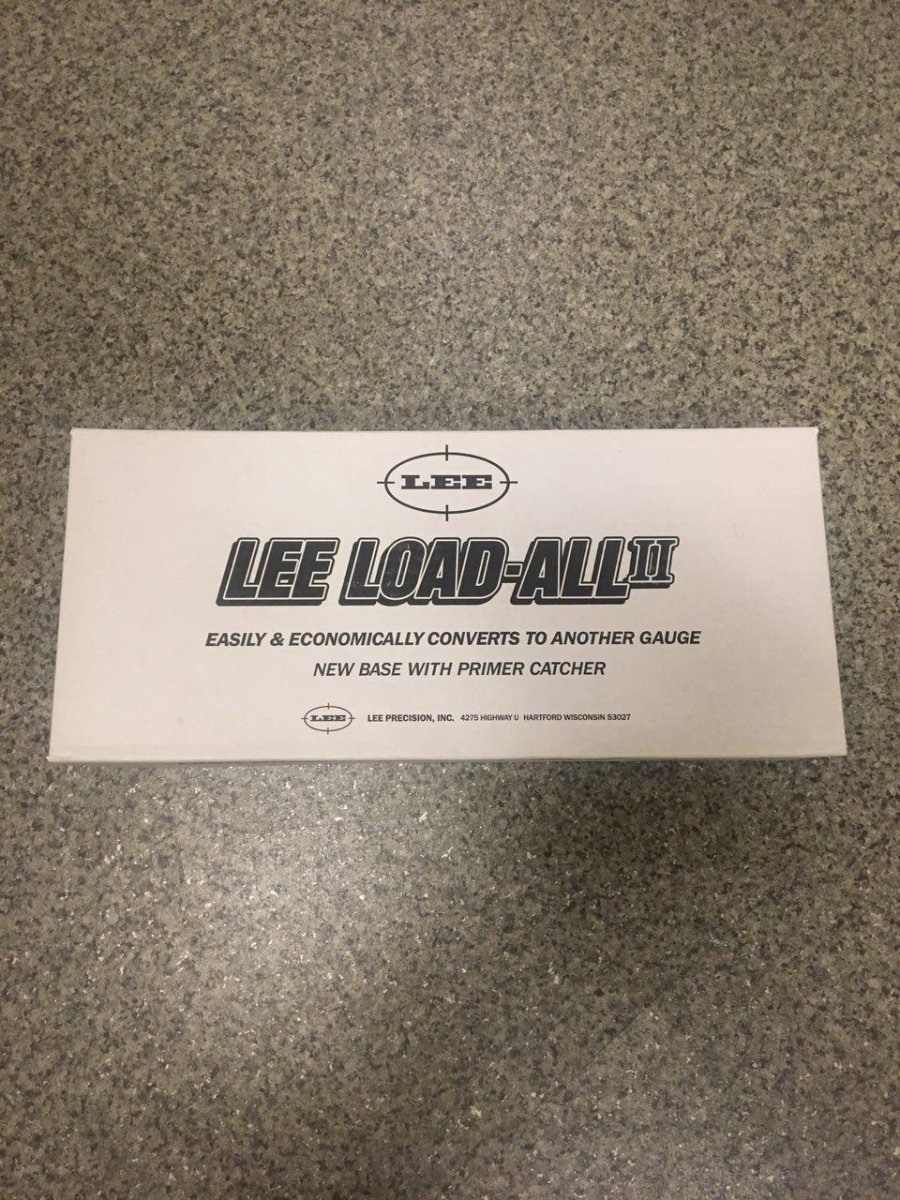 LEE
LEE LOAD-ALL II
EASILY & ECONOMICALLY CONVERTS TO ANOTHER GAUGE
NEW BASE WITH PRIMER CATCHER
LEE LEE PRECISION, INC. 4275 HIGHWAY U HARTFORD WISCONSIN 53027